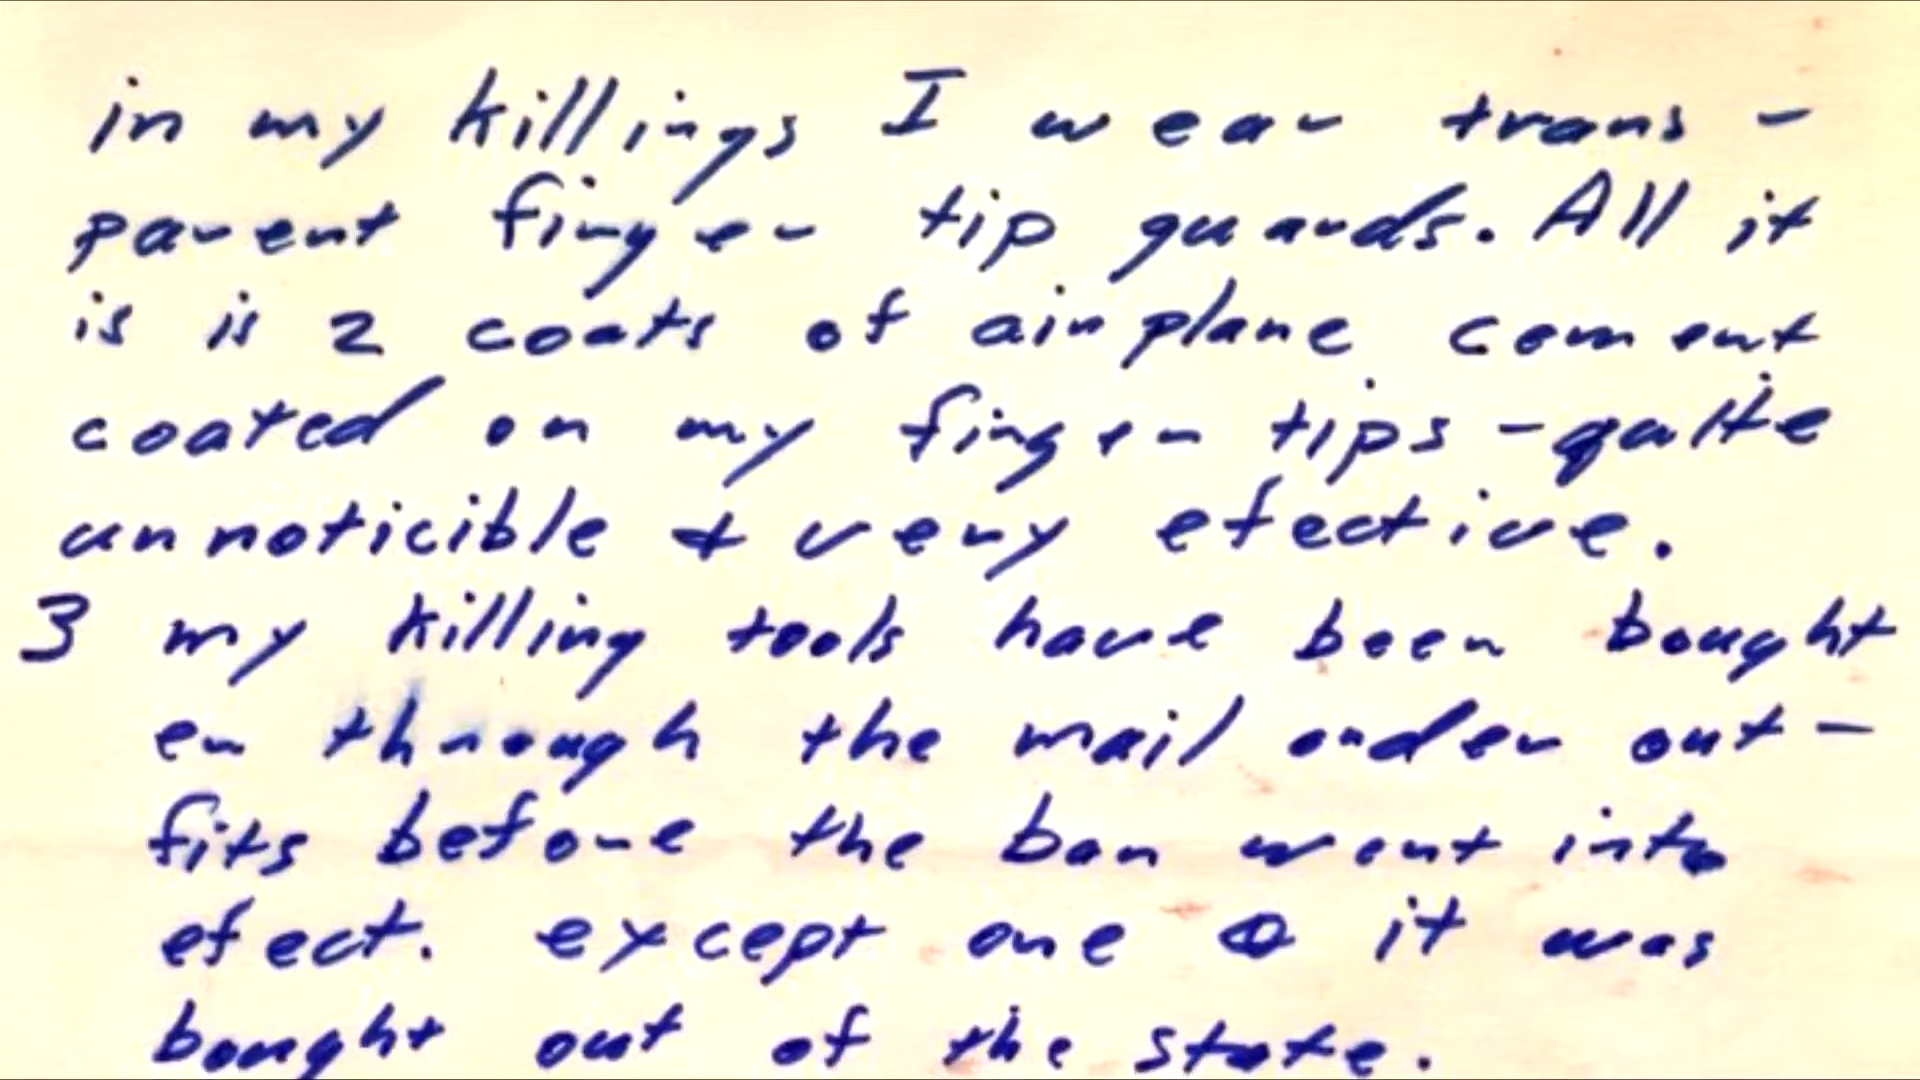 in my killings I wear trans -
parent finger tip guards. All it
is is 2 coats of airplane cement
coated on my finger tips - quite
unnoticible & very efective.
3 my killing tools have been bought
en through the mail order out -
fits before the ban went into
efect. except one & it was
bought out of the state.